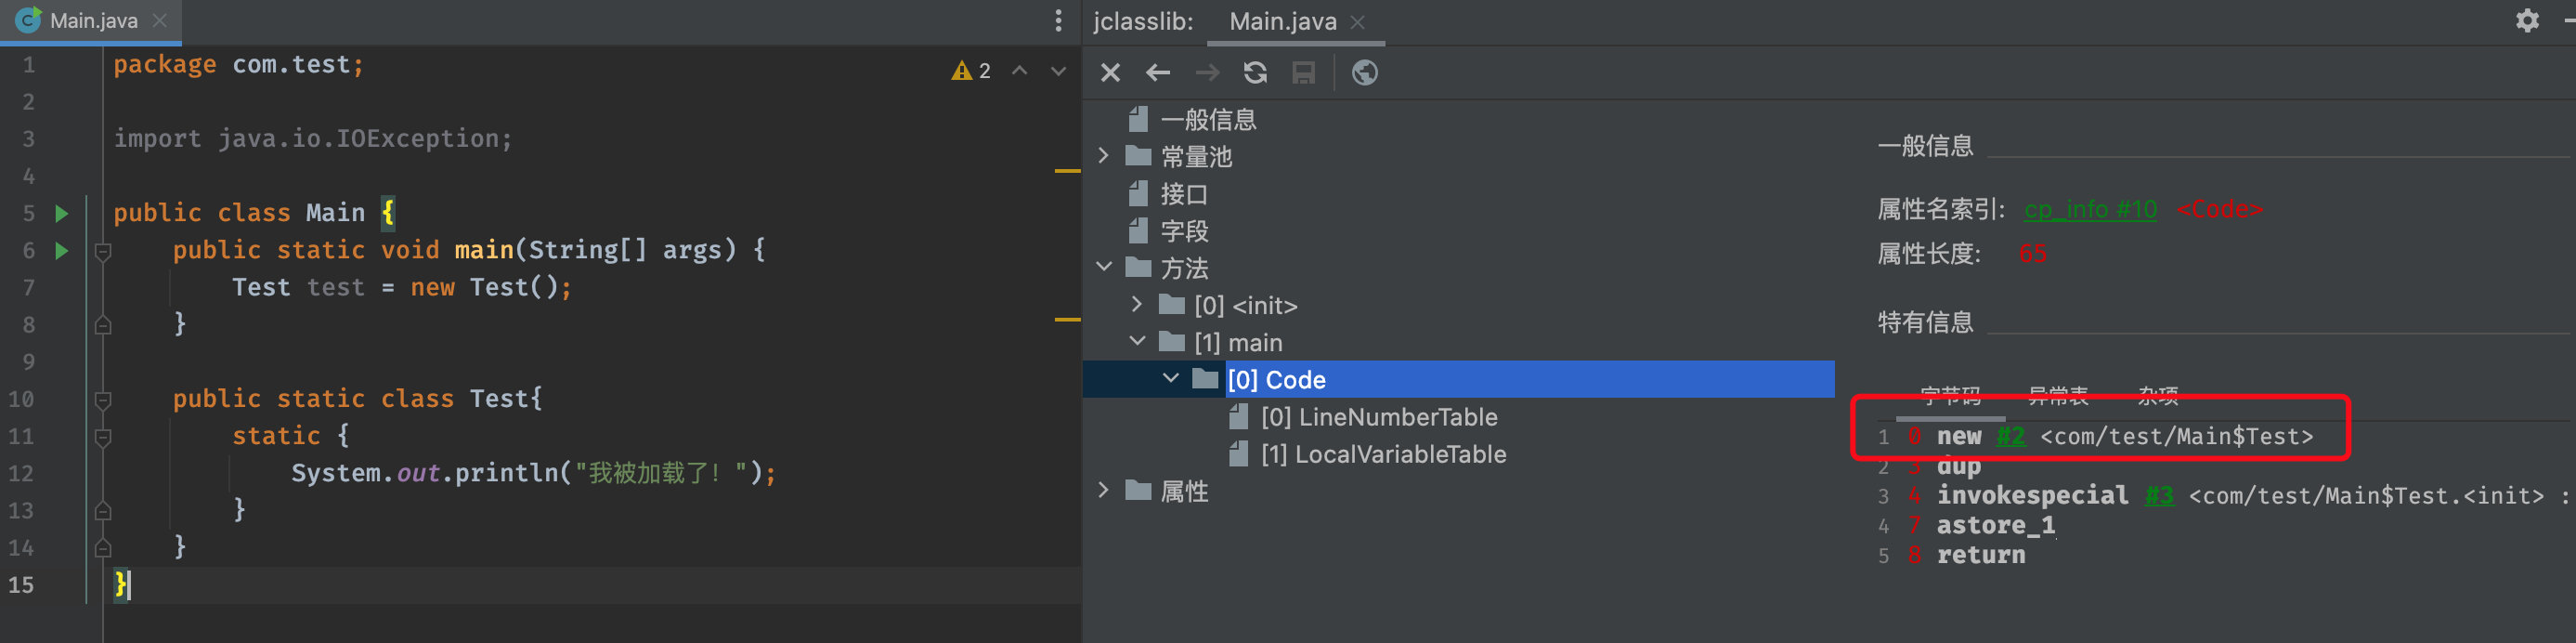 Main.java
1 package com.test;
2
3 import java.io.IOException;
4
5 public class Main {
6 public static void main(String[] args) {
7 Test test = new Test();
8 }
9
10 public static class Test{
11 static {
12 System.out.println("我被加载了！");
13 }
14 }
15 }
2
jclasslib: Main.java
一般信息
常量池
接口
字段
方法
[0] <init>
[1] main
[0] Code
[0] LineNumberTable
[1] LocalVariableTable
属性
一般信息
属性名索引: cp_info #10 <Code>
属性长度: 65
特有信息
字节码 异常表 杂项
1 0 new #2 <com/test/Main$Test>
2 3 dup
3 4 invokespecial #3 <com/test/Main$Test.<init> :
4 7 astore_1
5 8 return